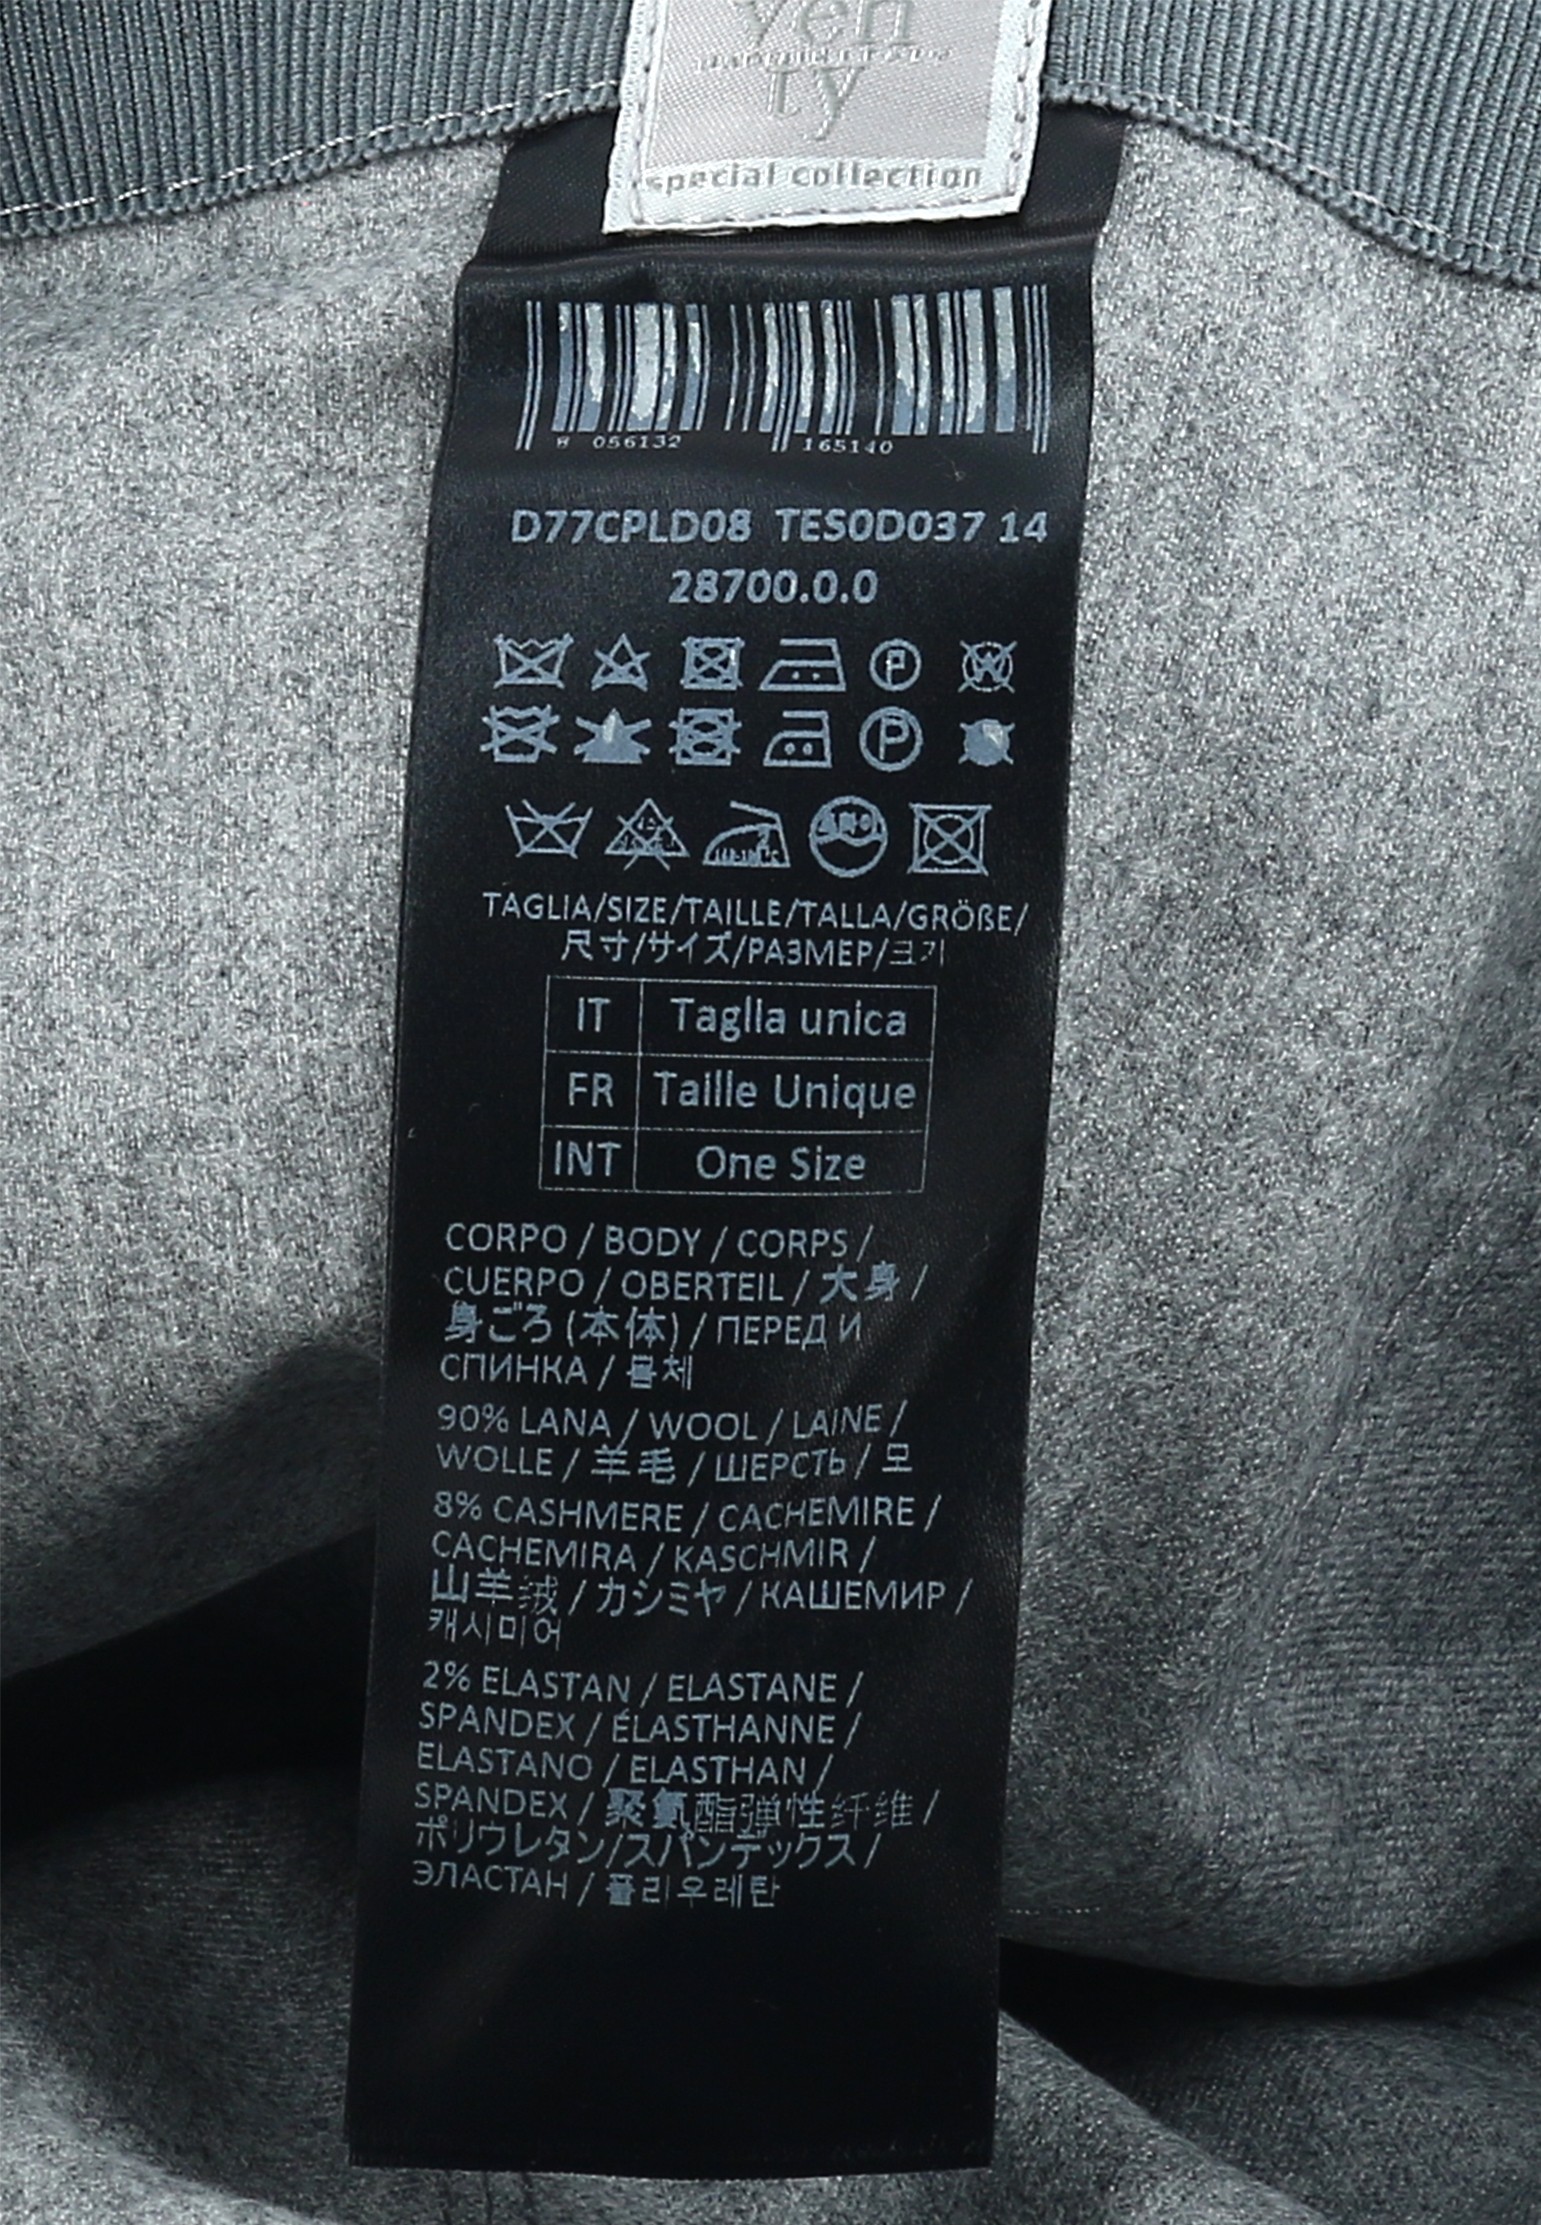 ven
ty
special collection
8 056132 165140
D77CPLD08 TES0D037 14
28700.0.0
TAGLIA/SIZE/TAILLE/TALLA/GRÖßE/
尺寸/サイズ/РАЗМЕР/크기
IT Taglia unica
FR Taille Unique
INT One Size
CORPO / BODY / CORPS /
CUERPO / OBERTEIL / 大身 /
身ごろ (本体) / ПЕРЕД И
СПИНКА / 몸체
90% LANA / WOOL / LAINE /
WOLLE / 羊毛 / ШЕРСТЬ / 모
8% CASHMERE / CACHEMIRE /
CACHEMIRA / KASCHMIR /
山羊绒 / カシミヤ / КАШЕМИР /
캐시미어
2% ELASTAN / ELASTANE /
SPANDEX / ÉLASTHANNE /
ELASTANO / ELASTHAN /
SPANDEX / 聚氨酯弹性纤维 /
ポリウレタン/スパンデックス /
ЭЛАСТАН / 폴리우레탄